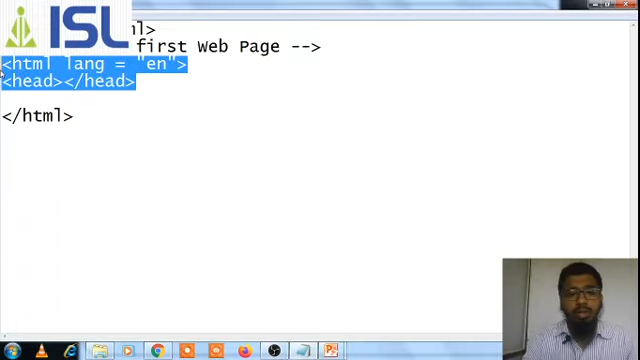 ISL
ml>
first Web Page -->
<html lang = "en">
<head></head>
</html>